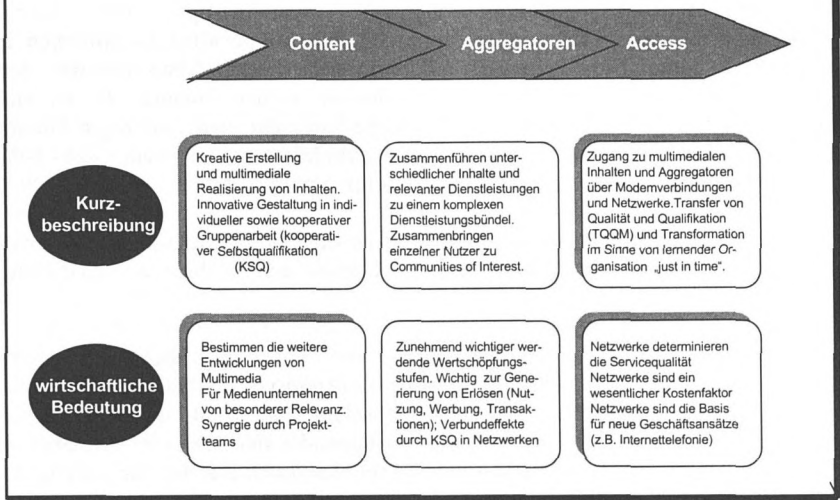 Content
Aggregatoren
Access
Kurz-
beschreibung
Kreative Erstellung
und multimediale
Realisierung von Inhalten.
Innovative Gestaltung in indi-
vidueller sowie kooperativer
Gruppenarbeit (kooperati-
ver Selbstqualifikation
(KSQ)
Zusammenführen unter-
schiedlicher Inhalte und
relevanter Dienstleistungen
zu einem komplexen
Dienstleistungsbündel.
Zusammenbringen
einzelner Nutzer zu
Communities of Interest.
Zugang zu multimedialen
Inhalten und Aggregatoren
über Modemverbindungen
und Netzwerke.Transfer von
Qualität und Qualifikation
(TQQM) und Transformation
im Sinne von lernender Or-
ganisation „just in time“.
wirtschaftliche
Bedeutung
Bestimmen die weitere
Entwicklungen von
Multimedia
Für Medienunternehmen
von besonderer Relevanz.
Synergie durch Projekt-
teams
Zunehmend wichtiger wer-
dende Wertschöpfungs-
stufen. Wichtig zur Gene-
rierung von Erlösen (Nut-
zung, Werbung, Transak-
tionen); Verbundeffekte
durch KSQ in Netzwerken
Netzwerke determinieren
die Servicequalität
Netzwerke sind ein
wesentlicher Kostenfaktor
Netzwerke sind die Basis
für neue Geschäftsansätze
(z.B. Internettelefonie)